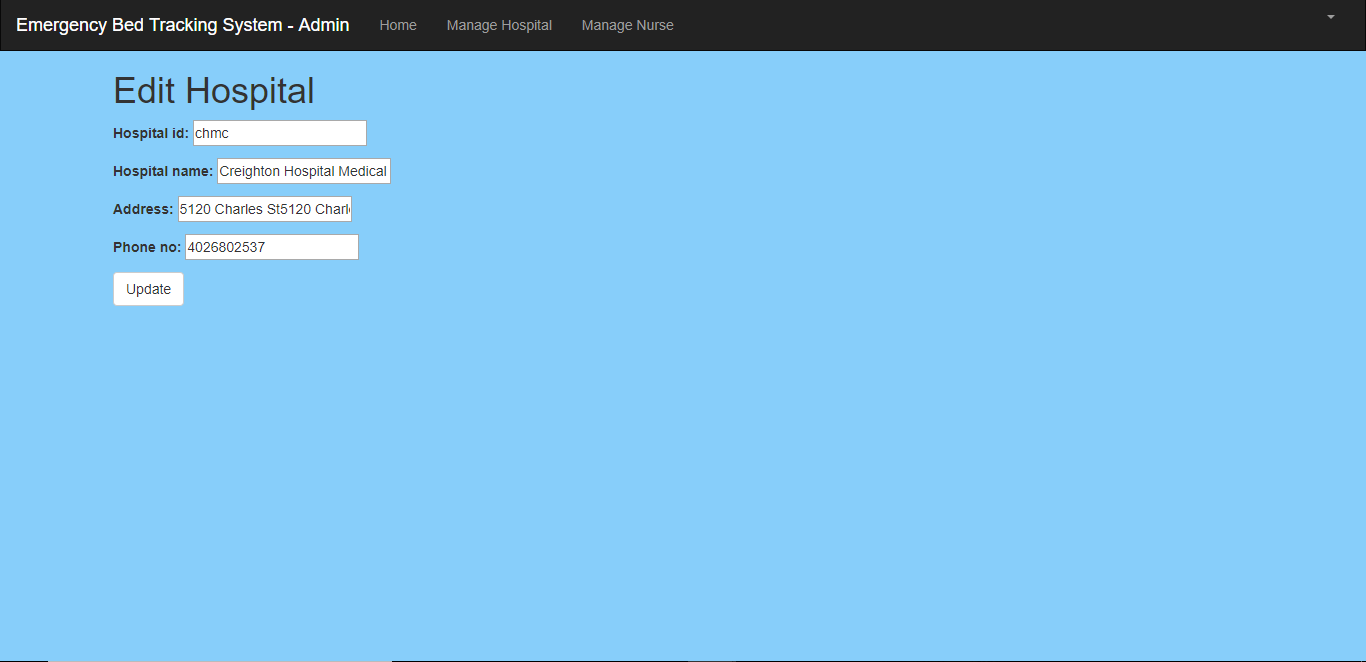 Emergency Bed Tracking System - Admin Home Manage Hospital Manage Nurse
Edit Hospital
Hospital id: chmc
Hospital name: Creighton Hospital Medical
Address: 5120 Charles St5120 Charl
Phone no: 4026802537
Update